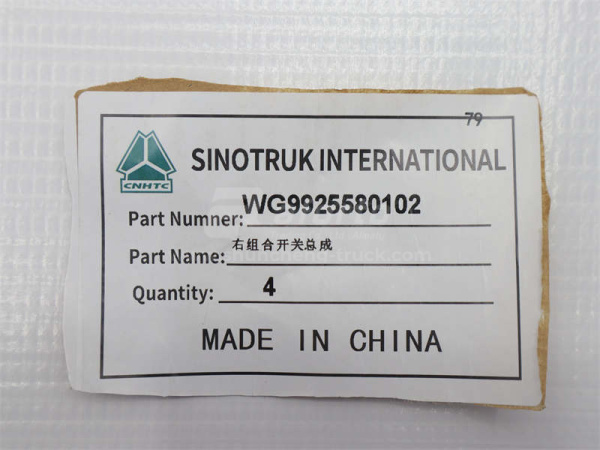 79
SINOTRUK INTERNATIONAL
CNHTC
Part Numner: WG9925580102
Part Name: 右组合开关总成
Quantity: 4
MADE IN CHINA